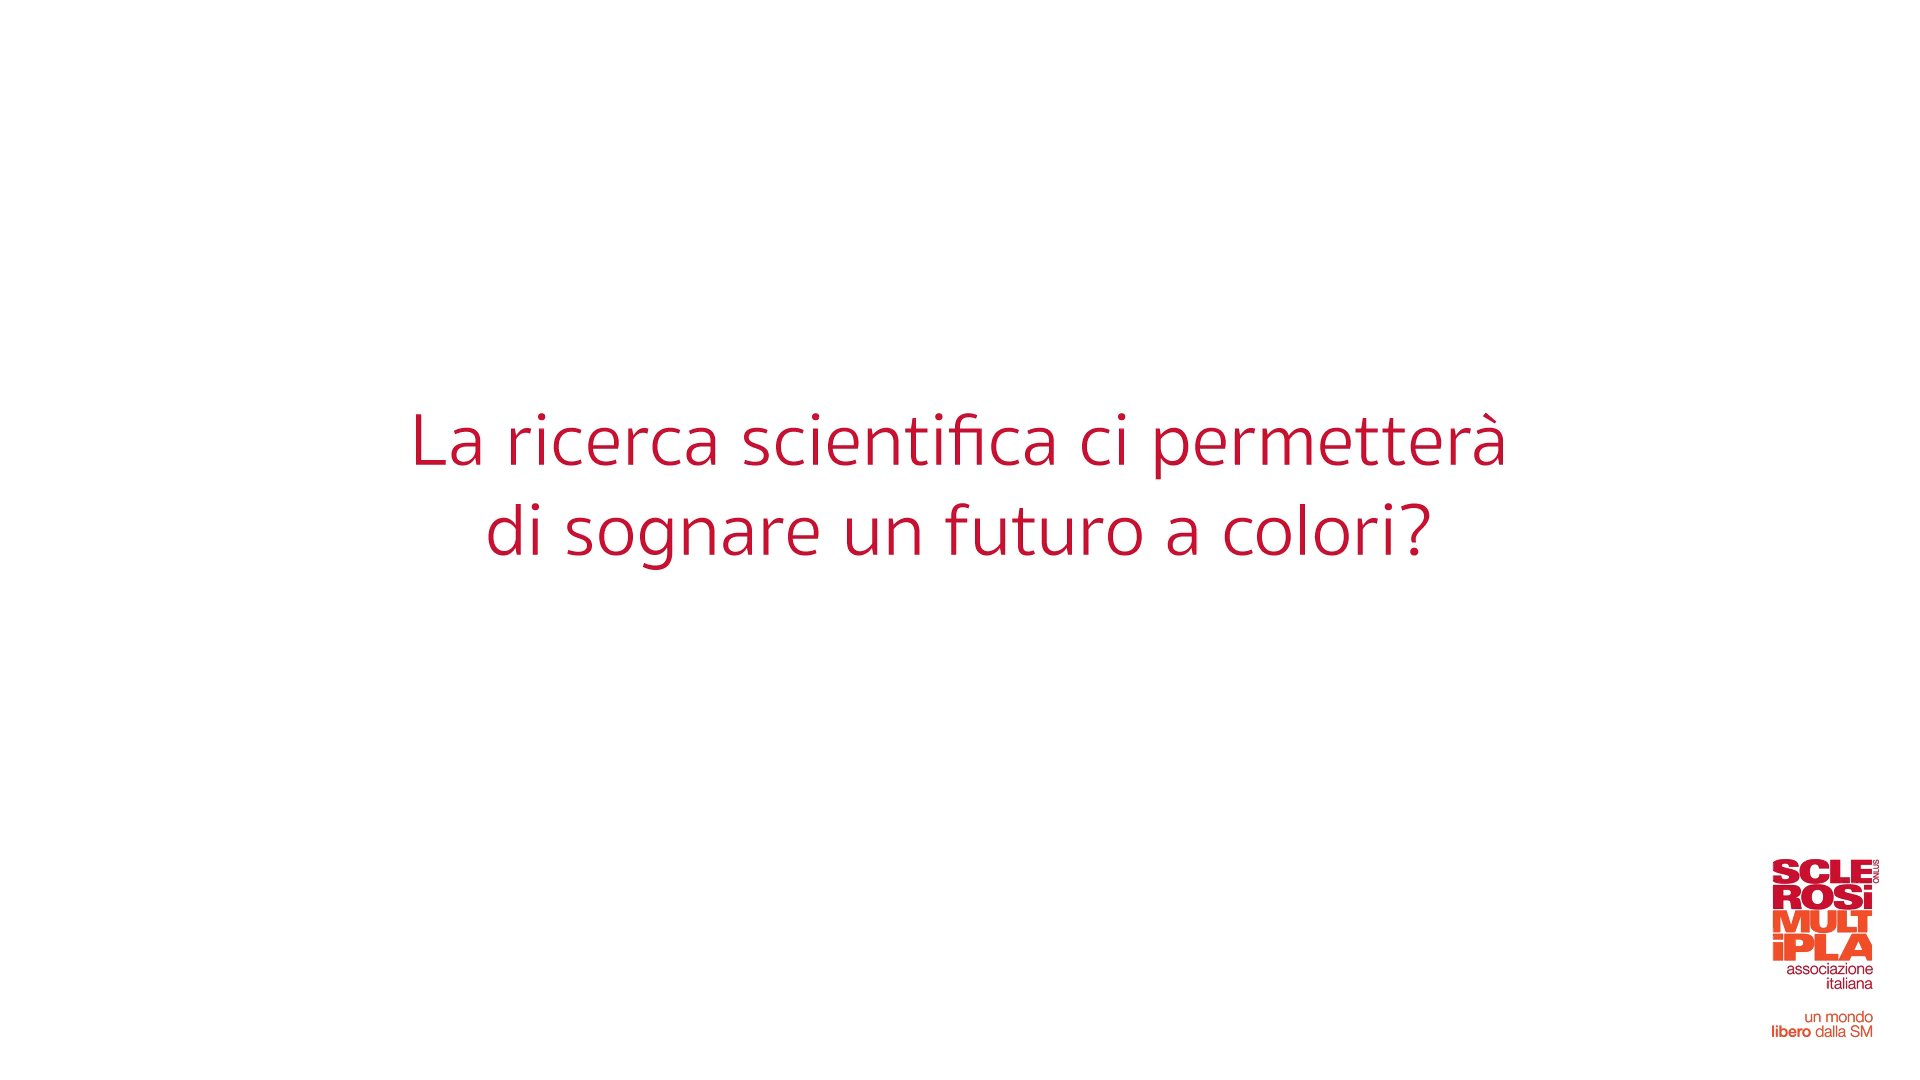 La ricerca scientifica ci permetterà
di sognare un futuro a colori?
SCLE
ROSi
MULT
iPLA
ONLUS
associazione
italiana
un mondo
libero dalla SM